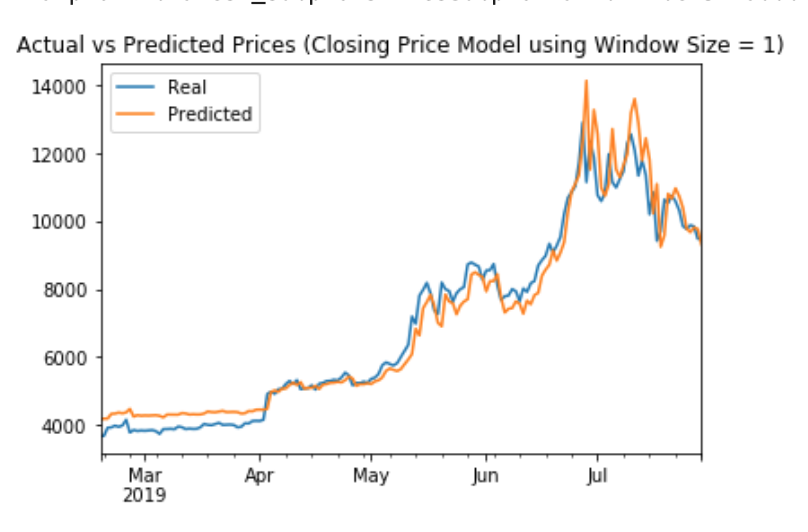 Actual vs Predicted Prices (Closing Price Model using Window Size = 1)
Real
Predicted
14000
12000
10000
8000
6000
4000
Mar
2019
Apr
May
Jun
Jul